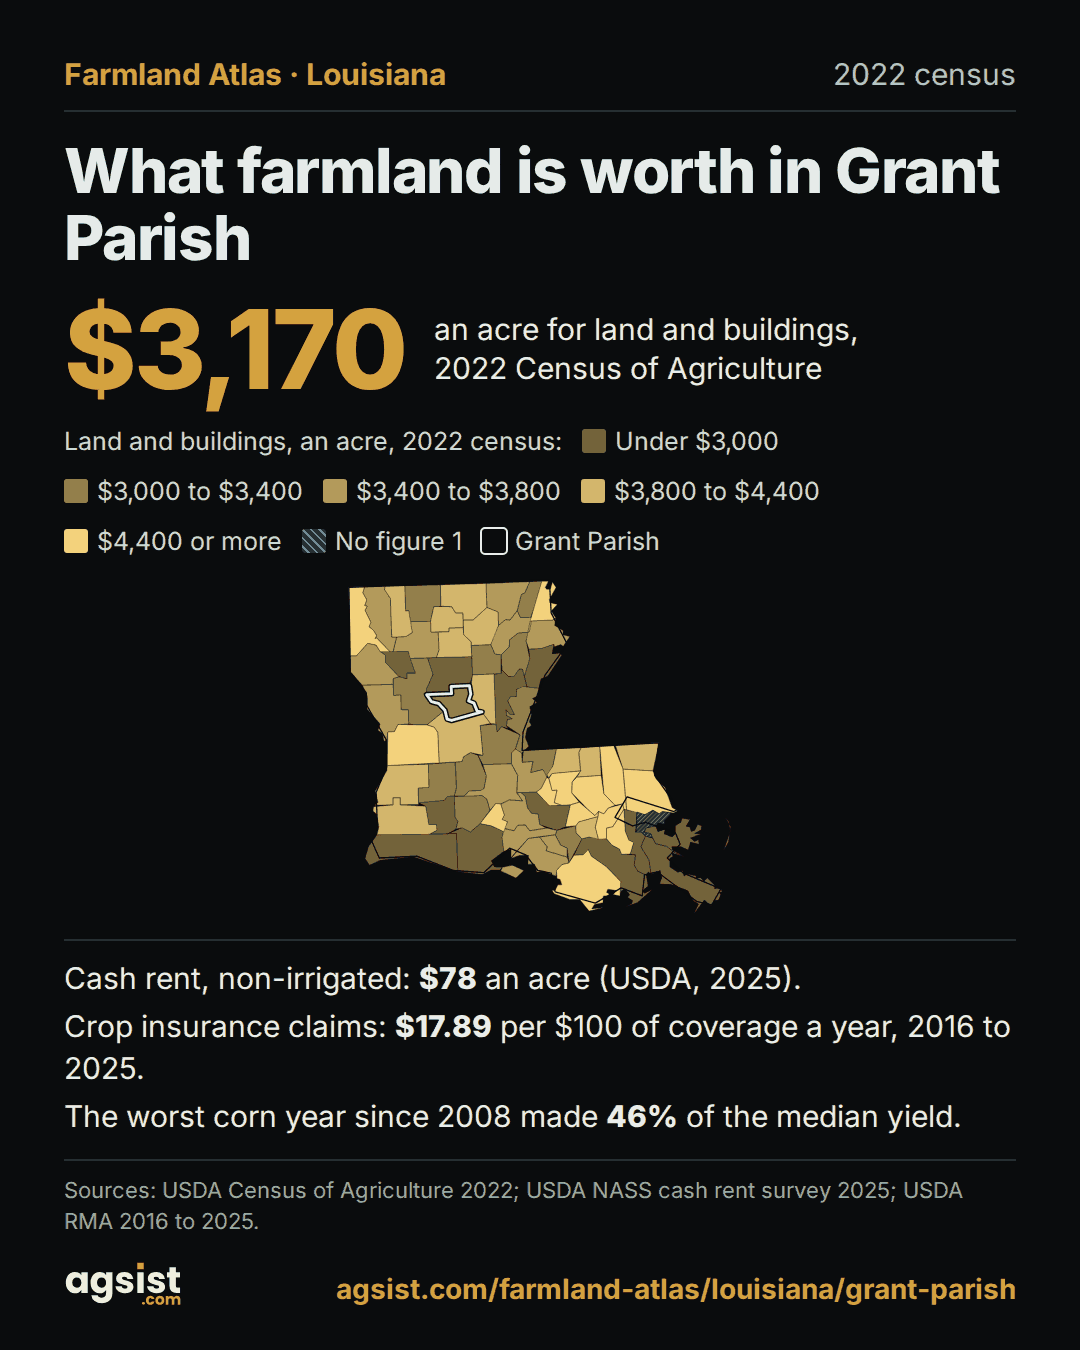 Farmland Atlas · Louisiana
2022 census
What farmland is worth in Grant
Parish
$3,170
an acre for land and buildings,
2022 Census of Agriculture
Land and buildings, an acre, 2022 census: Under $3,000
$3,000 to $3,400 $3,400 to $3,800 $3,800 to $4,400
$4,400 or more No figure 1 Grant Parish
Cash rent, non-irrigated: $78 an acre (USDA, 2025).
Crop insurance claims: $17.89 per $100 of coverage a year, 2016 to
2025.
The worst corn year since 2008 made 46% of the median yield.
Sources: USDA Census of Agriculture 2022; USDA NASS cash rent survey 2025; USDA
RMA 2016 to 2025.
agsist
.com
agsist.com/farmland-atlas/louisiana/grant-parish